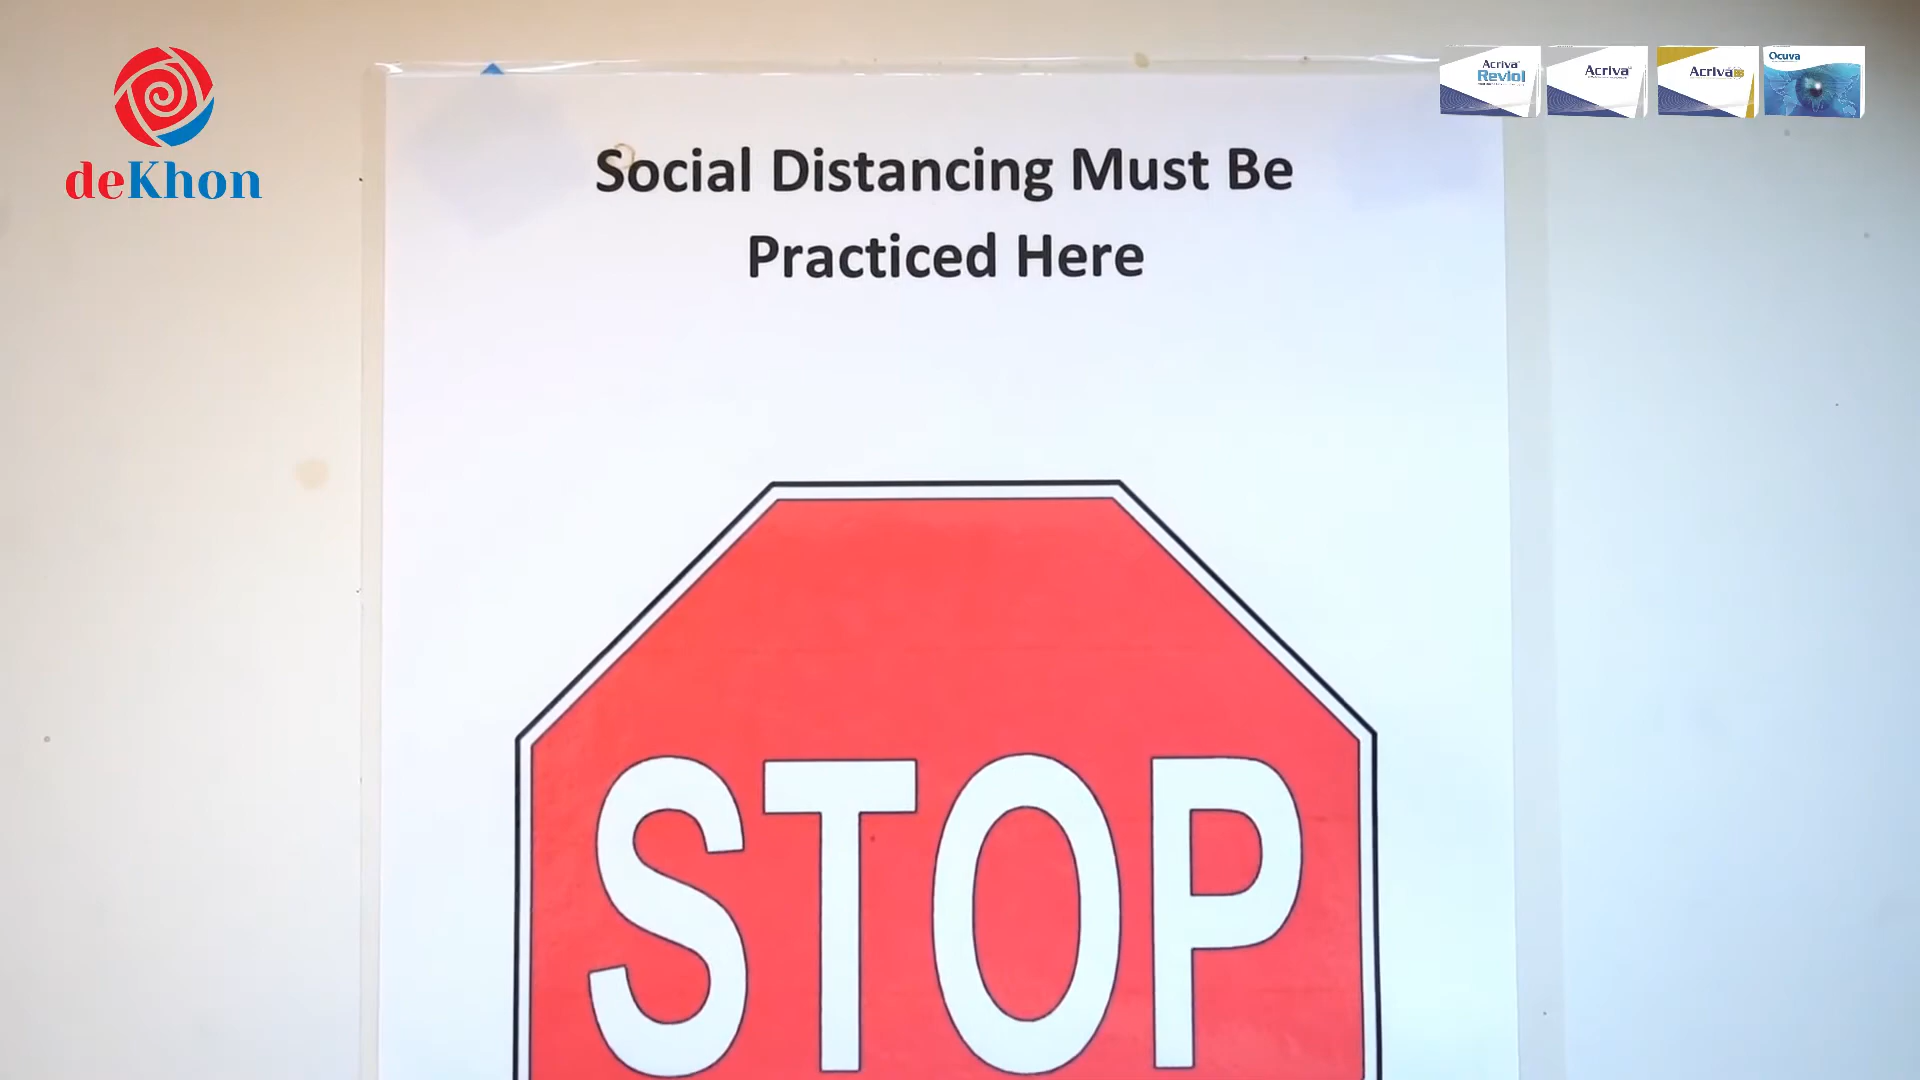 deKhon
Acriva
Reviol
Acriva
Acriva
Ocuva
Social Distancing Must Be
Practiced Here
STOP